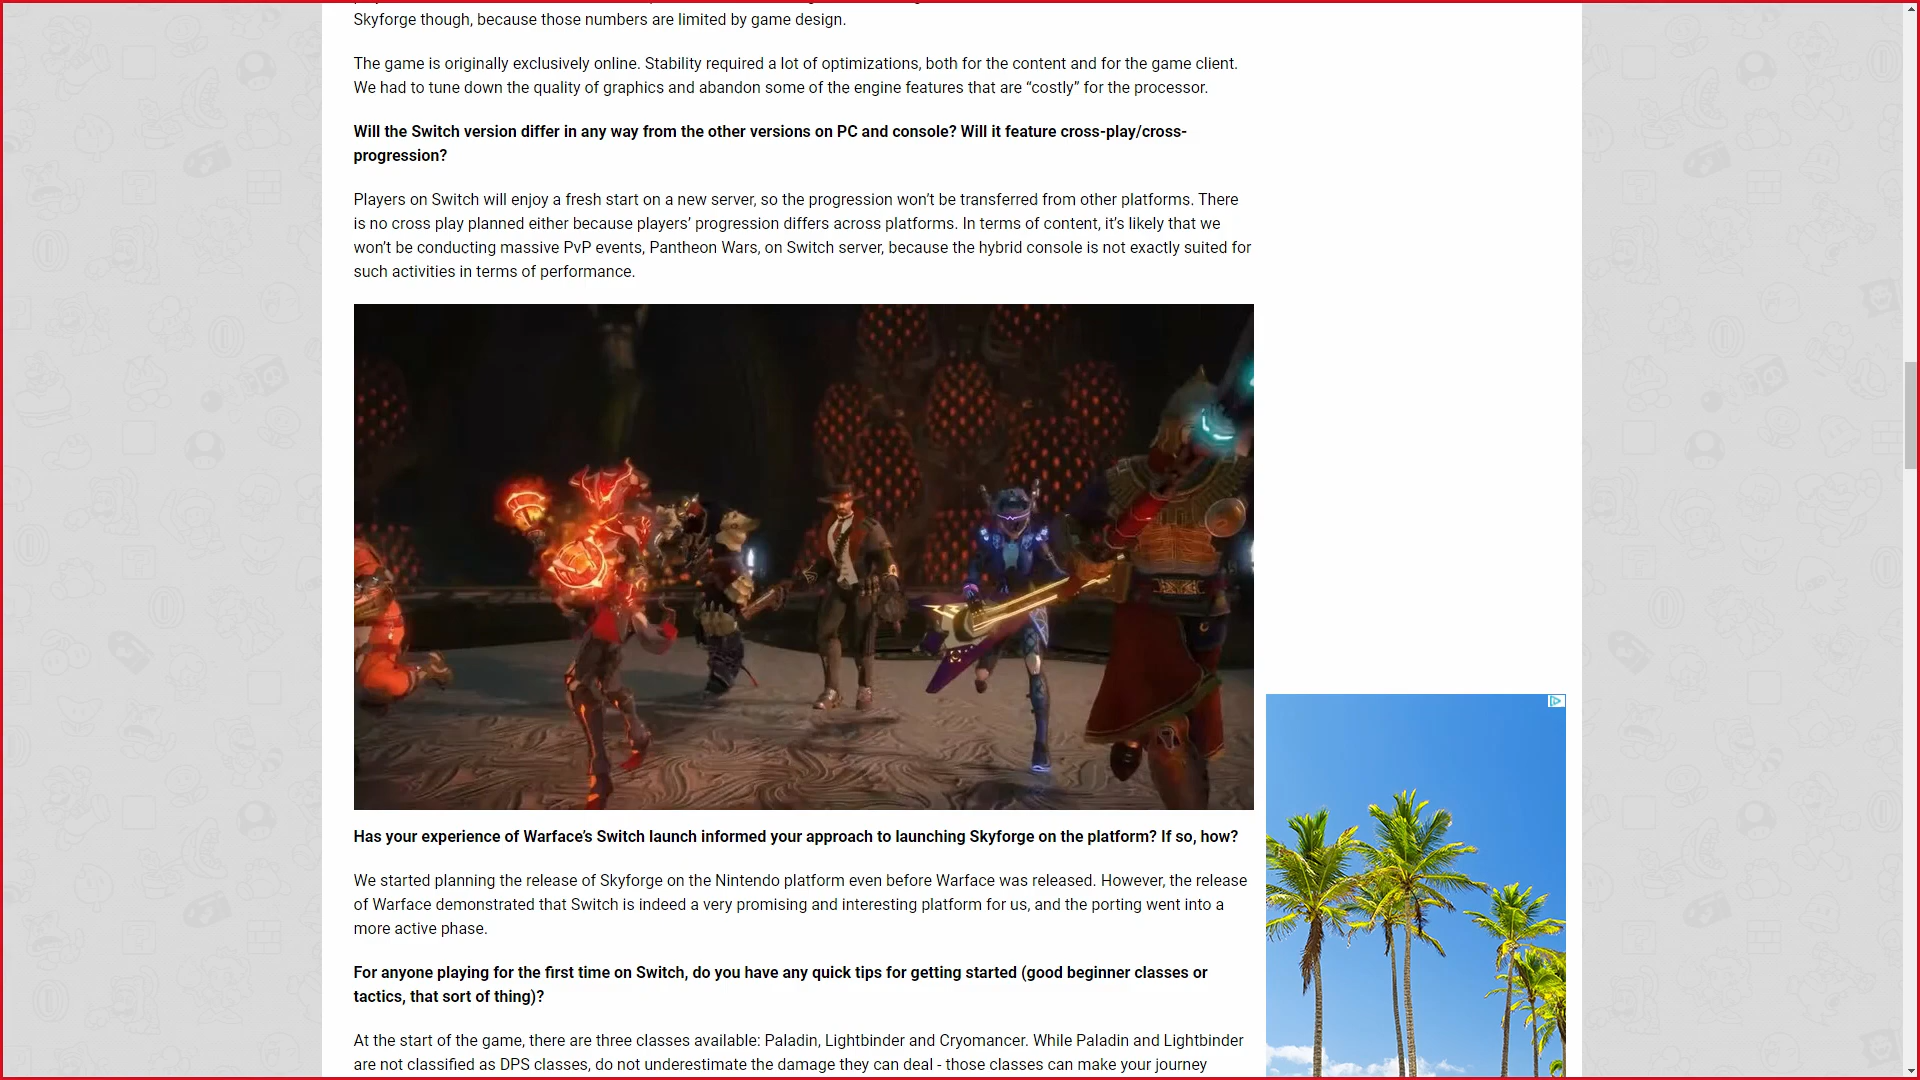 Skyforge though, because those numbers are limited by game design.
The game is originally exclusively online. Stability required a lot of optimizations, both for the content and for the game client.
We had to tune down the quality of graphics and abandon some of the engine features that are “costly” for the processor.
Will the Switch version differ in any way from the other versions on PC and console? Will it feature cross-play/cross-
progression?
Players on Switch will enjoy a fresh start on a new server, so the progression won’t be transferred from other platforms. There
is no cross play planned either because players’ progression differs across platforms. In terms of content, it’s likely that we
won’t be conducting massive PvP events, Pantheon Wars, on Switch server, because the hybrid console is not exactly suited for
such activities in terms of performance.
Has your experience of Warface’s Switch launch informed your approach to launching Skyforge on the platform? If so, how?
We started planning the release of Skyforge on the Nintendo platform even before Warface was released. However, the release
of Warface demonstrated that Switch is indeed a very promising and interesting platform for us, and the porting went into a
more active phase.
For anyone playing for the first time on Switch, do you have any quick tips for getting started (good beginner classes or
tactics, that sort of thing)?
At the start of the game, there are three classes available: Paladin, Lightbinder and Cryomancer. While Paladin and Lightbinder
are not classified as DPS classes, do not underestimate the damage they can deal - those classes can make your journey